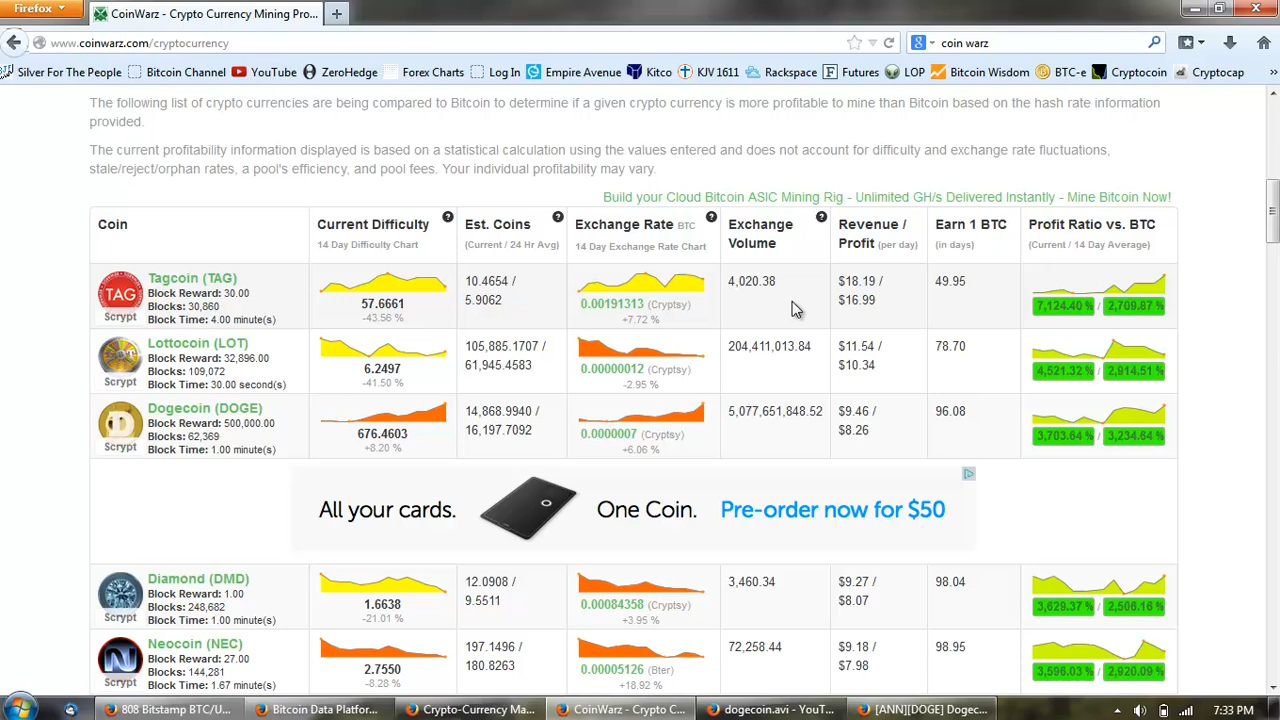 Firefox
CoinWarz - Crypto Currency Mining Pro...
www.coinwarz.com/cryptocurrency
coin warz
Silver For The People Bitcoin Channel YouTube ZeroHedge Forex Charts Log In Empire Avenue Kitco KJV 1611 Rackspace Futures LOP Bitcoin Wisdom BTC-e Cryptocoin Cryptocap »
The following list of crypto currencies are being compared to Bitcoin to determine if a given crypto currency is more profitable to mine than Bitcoin based on the hash rate information
provided.
The current profitability information displayed is based on a statistical calculation using the values entered and does not account for difficulty and exchange rate fluctuations,
stale/reject/orphan rates, a pool's efficiency, and pool fees. Your individual profitability may vary.
Build your Cloud Bitcoin ASIC Mining Rig - Unlimited GH/s Delivered Instantly - Mine Bitcoin Now!
Coin
Current Difficulty ?
14 Day Difficulty Chart
Est. Coins ?
(Current / 24 Hr Avg)
Exchange Rate BTC ?
14 Day Exchange Rate Chart
Exchange ?
Volume
Revenue /
Profit (per day)
Earn 1 BTC
(in days)
Profit Ratio vs. BTC
(Current / 14 Day Average)
TAG
Scrypt
Tagcoin (TAG)
Block Reward: 30.00
Blocks: 30,860
Block Time: 4.00 minute(s)
57.6661
-43.56 %
10.4654 /
5.9062
0.00191313 (Cryptsy)
+7.72 %
4,020.38
$18.19 /
$16.99
49.95
7,124.40 % / 2,709.87 %
Scrypt
Lottocoin (LOT)
Block Reward: 32,896.00
Blocks: 109,072
Block Time: 30.00 second(s)
6.2497
-41.50 %
105,885.1707 /
61,945.4583
0.00000012 (Cryptsy)
-2.95 %
204,411,013.84
$11.54 /
$10.34
78.70
4,521.32 % / 2,914.51 %
Scrypt
Dogecoin (DOGE)
Block Reward: 500,000.00
Blocks: 62,369
Block Time: 1.00 minute(s)
676.4603
+8.20 %
14,868.9940 /
16,197.7092
0.0000007 (Cryptsy)
+6.06 %
5,077,651,848.52
$9.46 /
$8.26
96.08
3,703.64 % / 3,234.64 %
All your cards. One Coin. Pre-order now for $50
Scrypt
Diamond (DMD)
Block Reward: 1.00
Blocks: 248,682
Block Time: 1.00 minute(s)
1.6638
-21.01 %
12.0908 /
9.5511
0.00084358 (Cryptsy)
+3.95 %
3,460.34
$9.27 /
$8.07
98.04
3,629.37 % / 2,506.16 %
N
Scrypt
Neocoin (NEC)
Block Reward: 27.00
Blocks: 144,281
Block Time: 1.67 minute(s)
2.7550
-8.28 %
197.1496 /
180.8263
0.00005126 (Bter)
+18.92 %
72,258.44
$9.18 /
$7.98
98.95
3,596.03 % / 2,920.09 %
808 Bitstamp BTC/U... Bitcoin Data Platfor... Crypto-Currency Ma... CoinWarz - Crypto C... dogecoin.avi - YouT... [ANN][DOGE] Dogec... 7:33 PM